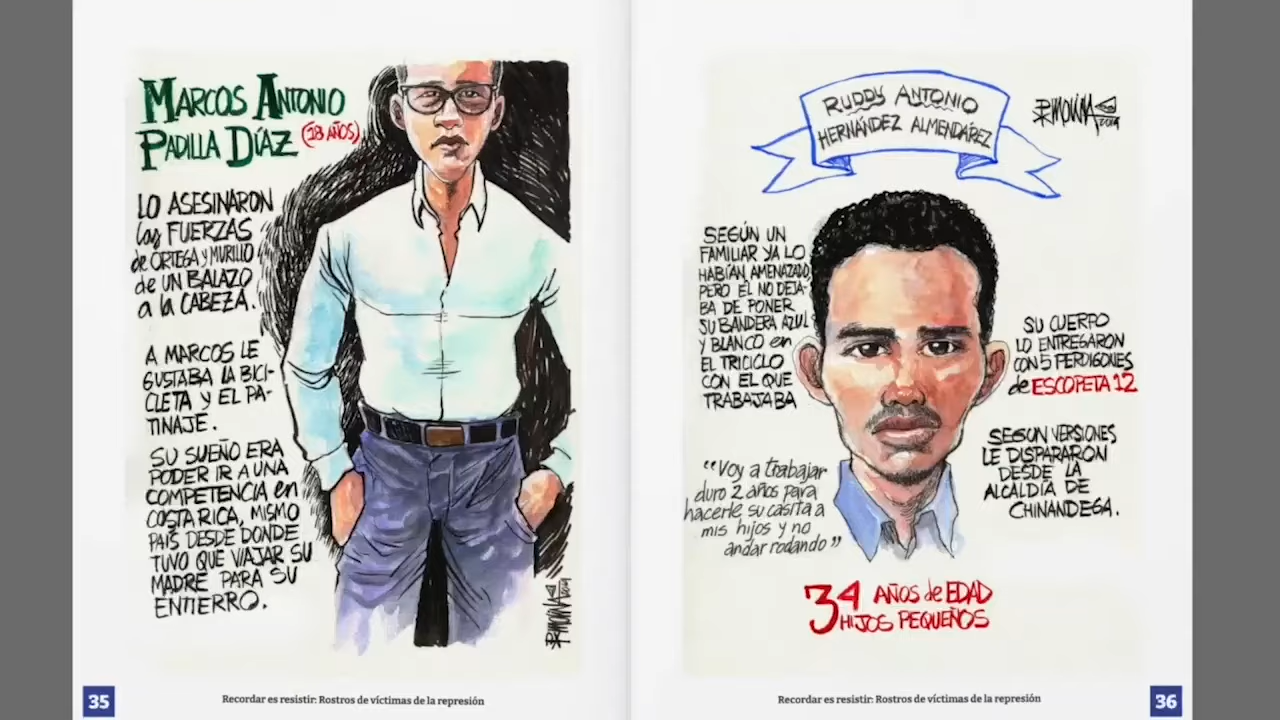 MARCOS ANTONIO
PADILLA DÍAZ (18 AÑOS)
LO ASESINARON
las FUERZAS
de ORTEGA y MURILLO
de UN BALAZO
a la CABEZA.
A MARCOS LE
GUSTABA LA BICI-
CLETA Y EL PA-
TINAJE.
SU SUEÑO ERA
PODER IR A UNA
COMPETENCIA en
COSTA RICA, MISMO
PAÍS DESDE DONDE
TUVO QUE VIAJAR SU
MADRE PARA SU
ENTIERRO.
P. MOLINA 2019
35
Recordar es resistir: Rostros de víctimas de la represión
RUDDY ANTONIO
HERNÁNDEZ ALMENDAREZ
P. MOLINA 2019
SEGÚN UN
FAMILIAR YA LO
HABÍAN AMENAZADO,
PERO ÉL NO DEJA-
BA DE PONER
SU BANDERA AZUL
Y BLANCO en
EL TRICICLO
CON EL QUE
TRABAJABA
"Voy a trabajar
duro 2 años para
hacerle su casita a
mis hijos y no
andar rodando"
SU CUERPO
LO ENTREGARON
CON 5 PERDIGONES
de ESCOPETA 12
SEGÚN VERSIONES
LE DISPARARON
DESDE LA
ALCALDÍA DE
CHINANDEGA.
34 AÑOS de EDAD
HIJOS PEQUEÑOS
Recordar es resistir: Rostros de víctimas de la represión
36